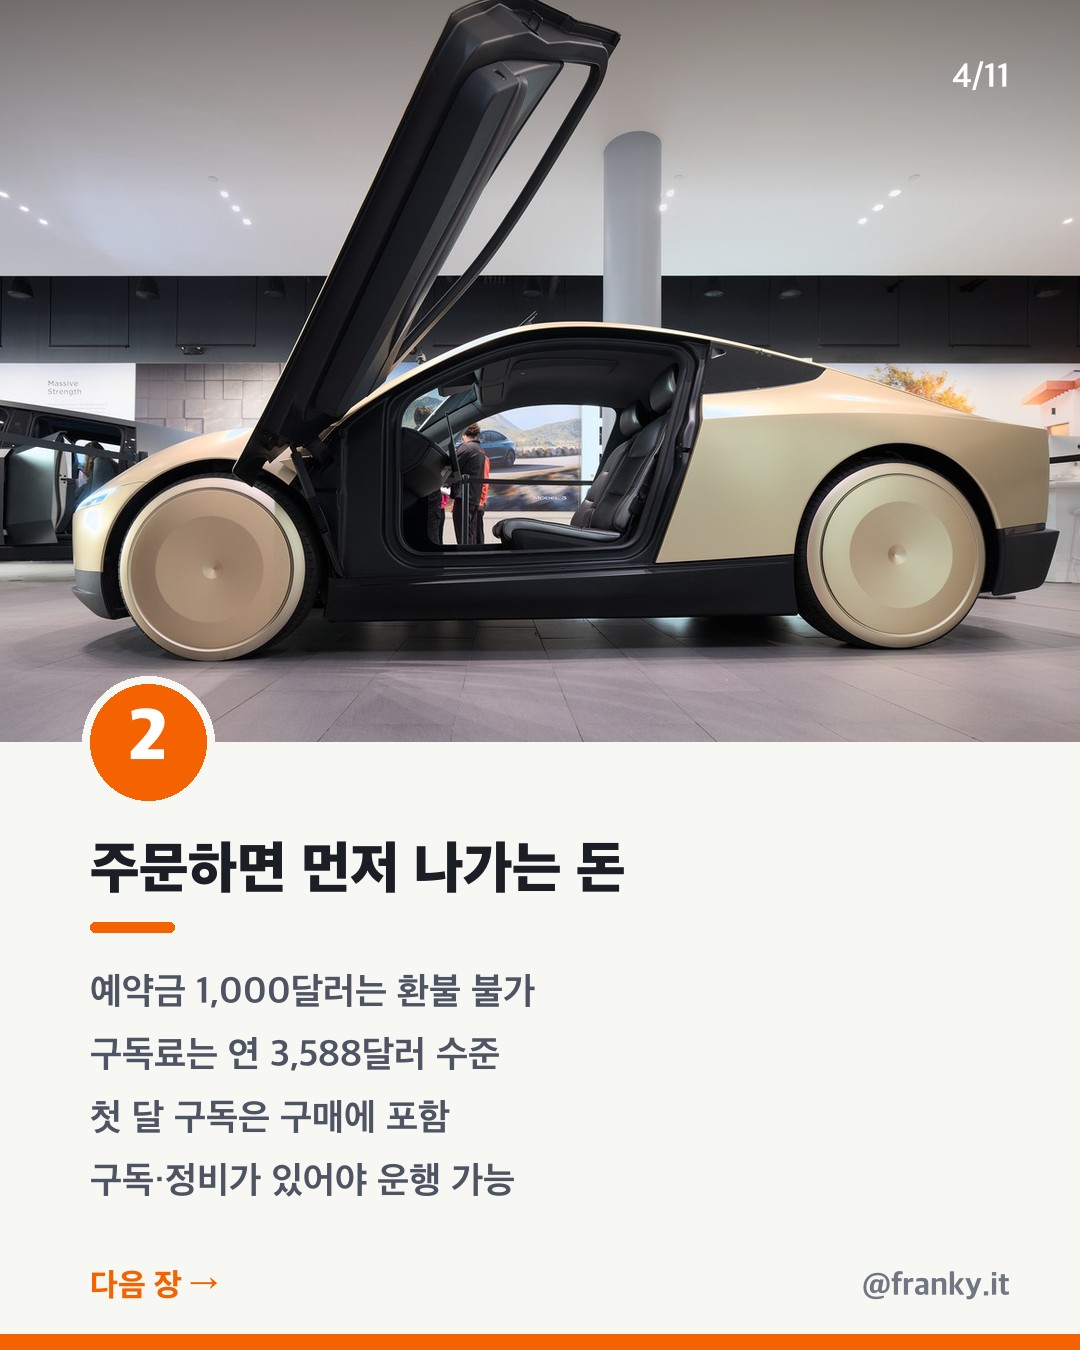 4/11
Massive
Strength
MODEL 3
2
주문하면 먼저 나가는 돈
예약금 1,000달러는 환불 불가
구독료는 연 3,588달러 수준
첫 달 구독은 구매에 포함
구독·정비가 있어야 운행 가능
다음 장 →
@franky.it